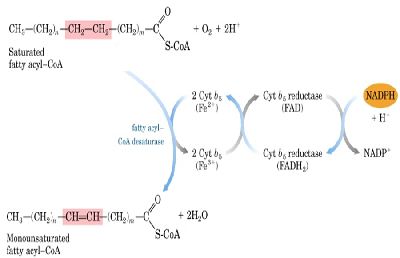 CH₃–(CH₂)ₙ–CH₂–CH₂–(CH₂)ₘ–C
O
S-CoA
+ O₂ + 2H⁺
Saturated
fatty acyl–CoA
fatty acyl–
CoA desaturase
2 Cyt b₅
(Fe²⁺)
Cyt b₅ reductase
(FAD)
NADPH
+ H⁺
2 Cyt b₅
(Fe³⁺)
Cyt b₅ reductase
(FADH₂)
NADP⁺
CH₃–(CH₂)ₙ–CH=CH–(CH₂)ₘ–C
O
S-CoA
+ 2H₂O
Monounsaturated
fatty acyl–CoA